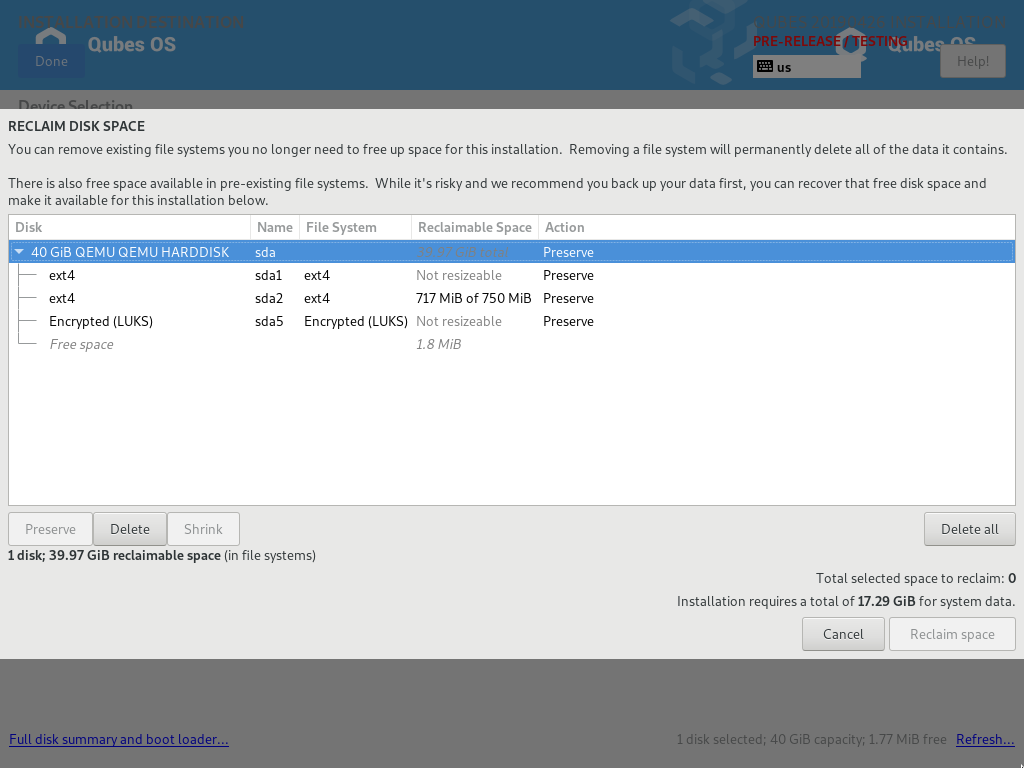 INSTALLATION DESTINATION
Qubes OS
Done
PRE-RELEASE / TESTING
Qubes OS
us
Help!
Device Selection
RECLAIM DISK SPACE
You can remove existing file systems you no longer need to free up space for this installation.  Removing a file system will permanently delete all of the data it contains.
There is also free space available in pre-existing file systems.  While it's risky and we recommend you back up your data first, you can recover that free disk space and
make it available for this installation below.
Disk Name File System Reclaimable Space Action
40 GiB QEMU QEMU HARDDISK sda Preserve
ext4 sda1 ext4 Not resizeable Preserve
ext4 sda2 ext4 717 MiB of 750 MiB Preserve
Encrypted (LUKS) sda5 Encrypted (LUKS) Not resizeable Preserve
Free space 1.8 MiB
Preserve Delete Shrink Delete all
1 disk; 39.97 GiB reclaimable space (in file systems)
Total selected space to reclaim: 0
Installation requires a total of 17.29 GiB for system data.
Cancel Reclaim space
Full disk summary and boot loader... 1 disk selected; 40 GiB capacity; 1.77 MiB free Refresh...